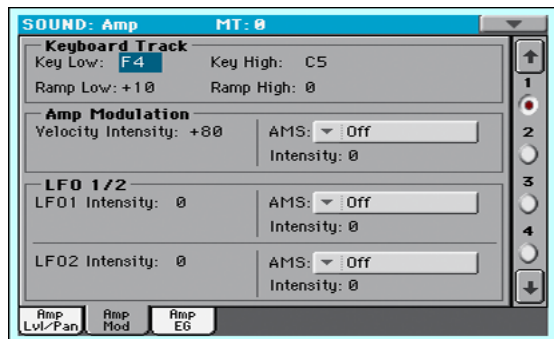 SOUND: Amp MT: 0
Keyboard Track
Key Low: F4 Key High: C5
Ramp Low: +10 Ramp High: 0
1
Amp Modulation
Velocity Intensity: +80 AMS: Off
2
Intensity: 0
LFO 1/2
3
LFO1 Intensity: 0 AMS: Off
Intensity: 0
4
LFO2 Intensity: 0 AMS: Off
Intensity: 0
Amp Lvl/Pan Amp Mod Amp EG